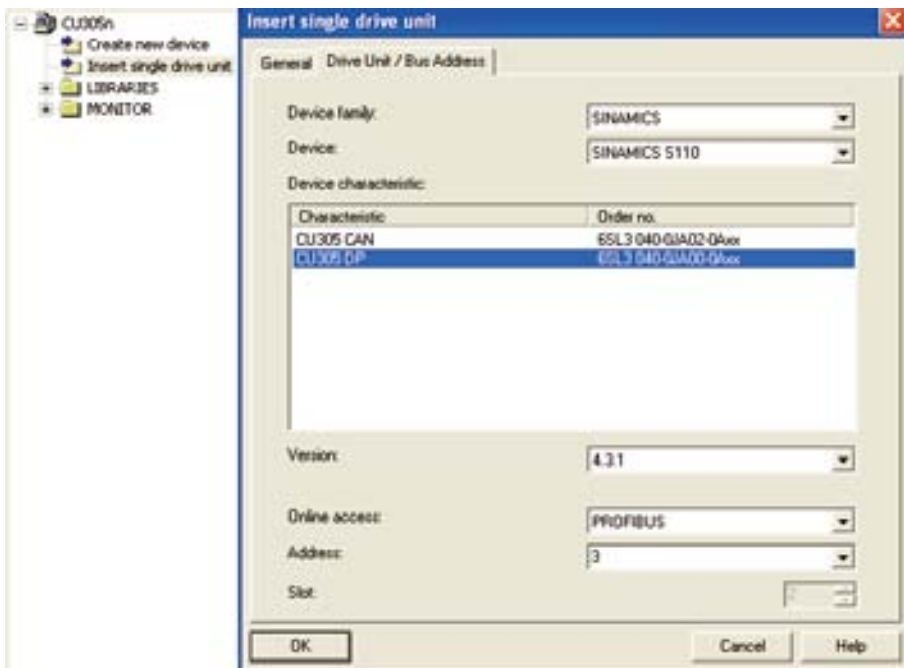 CU305n
Create new device
Insert single drive unit
LIBRARIES
MONITOR
Insert single drive unit
General Drive Unit / Bus Address
Device family: SINAMICS
Device: SINAMICS S110
Device characteristic:
Characteristic Order no.
CU305 CAN 6SL3 040-0JA02-0Axx
CU305 DP 6SL3 040-0JA00-0Axx
Version: 4.3.1
Online access: PROFIBUS
Address: 3
Slot: 2
OK Cancel Help